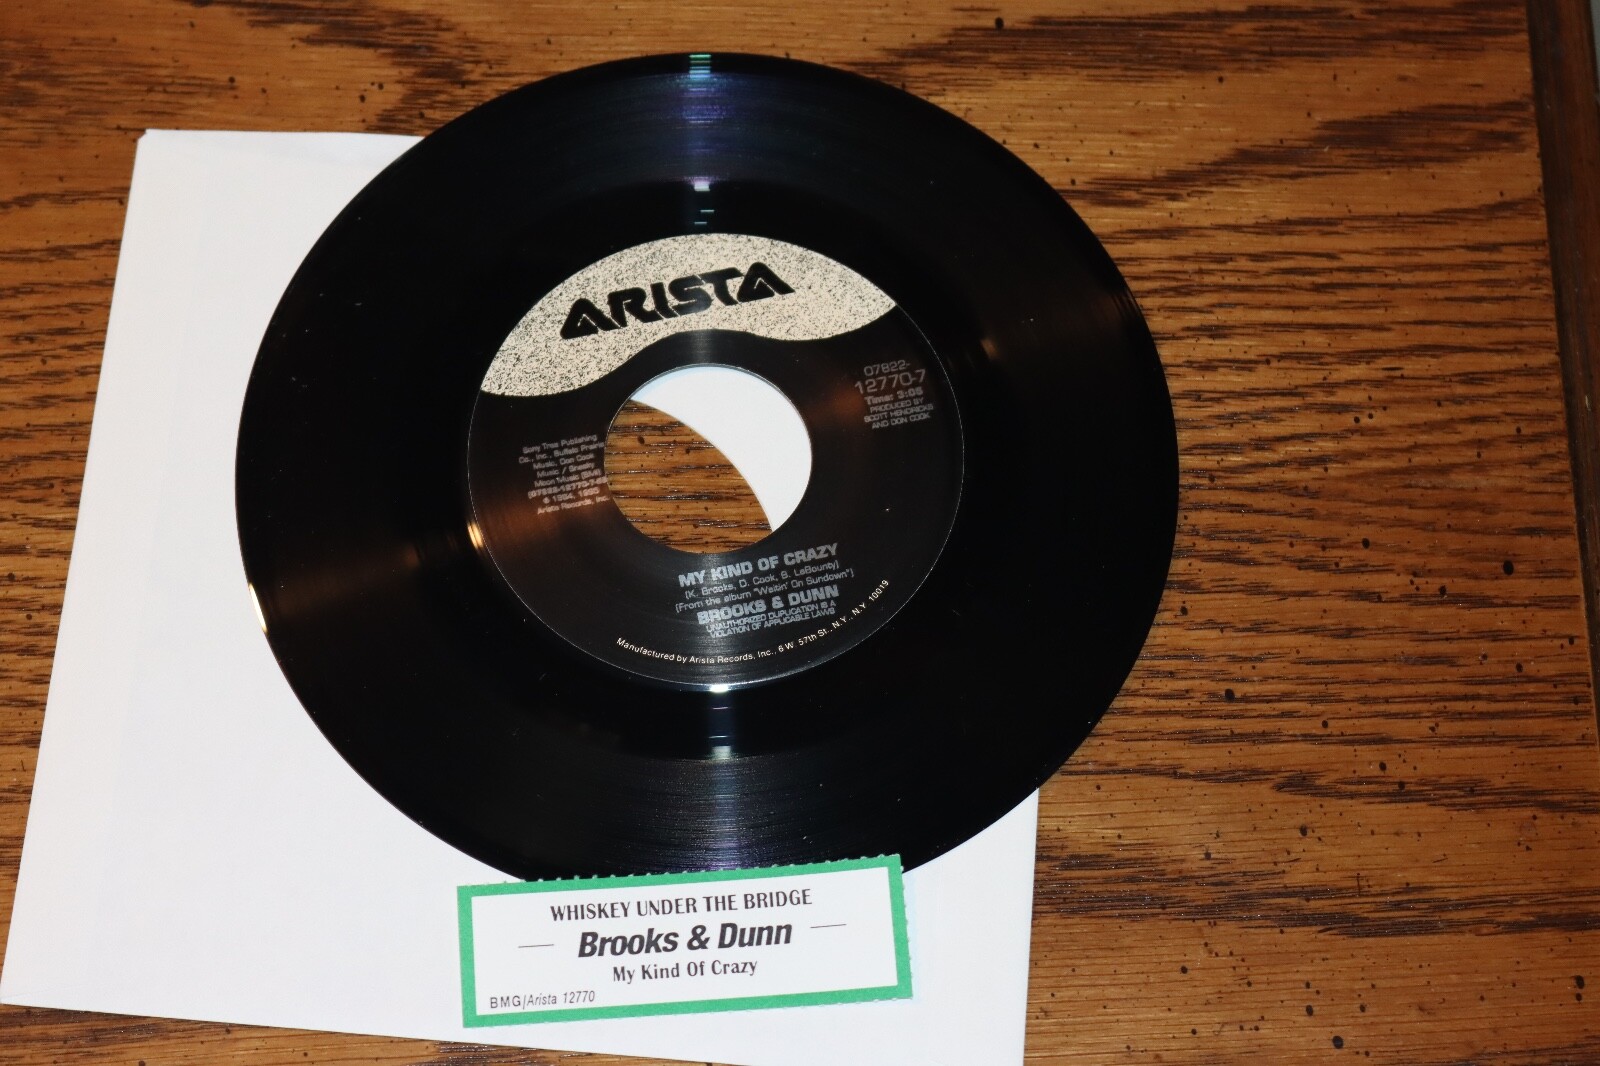 ARISTA
07822-
12770-7
Time: 3:05
PRODUCED BY
SCOTT HENDRICKS
AND DON COOK
Sony Tree Publishing
Co., Inc., Buffalo Prairie
Music, Don Cook
Music / Sneaky
Moon Music (BMI)
℗ 1994, 1995
Arista Records, Inc.
MY KIND OF CRAZY
(K. Brooks, D. Cook, B. LaBounty)
(From the album "Waitin' On Sundown")
BROOKS & DUNN
UNAUTHORIZED DUPLICATION IS A
VIOLATION OF APPLICABLE LAWS
Manufactured by Arista Records, Inc., 6 W. 57th St., N.Y., N.Y. 10019
WHISKEY UNDER THE BRIDGE
Brooks & Dunn
My Kind Of Crazy
BMG/Arista 12770